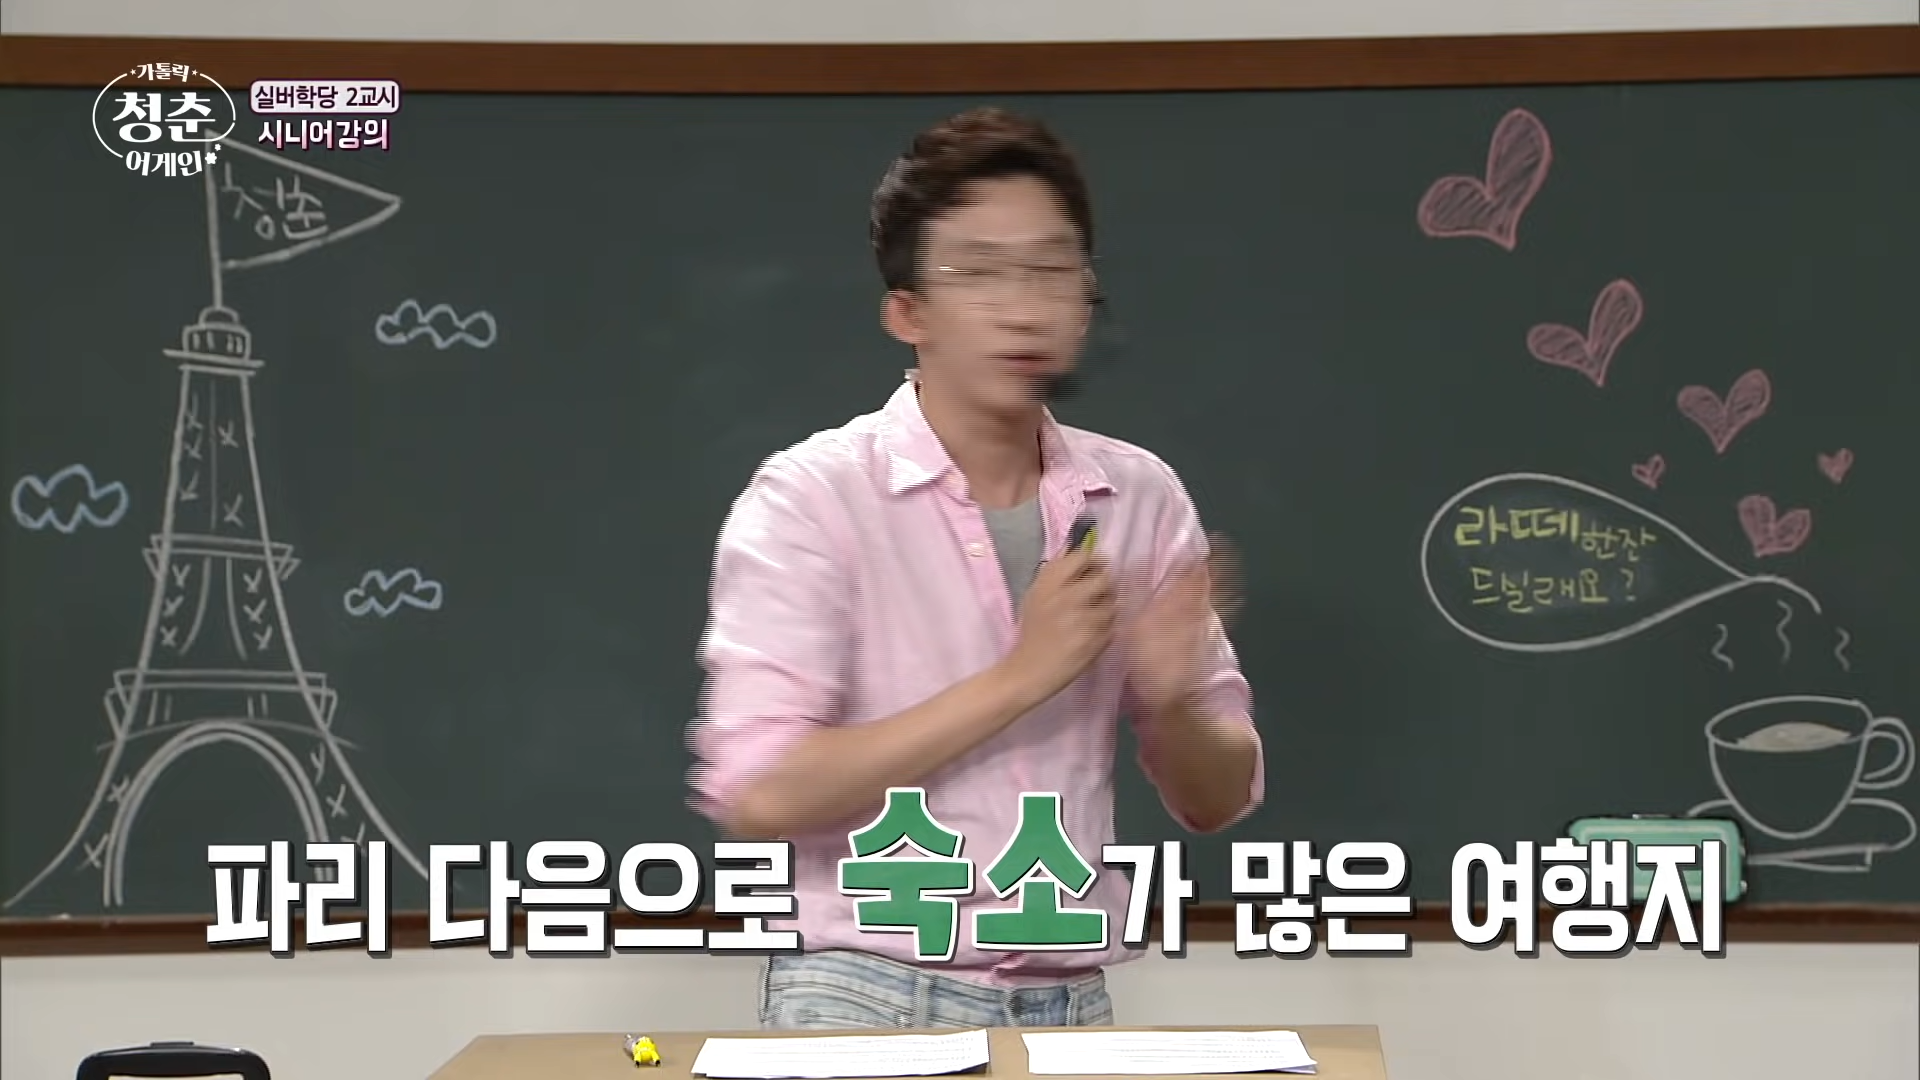 가톨릭
청춘
어게인
실버학당 2교시
시니어강의
청춘
라떼한잔
드실래요?
파리 다음으로 숙소가 많은 여행지